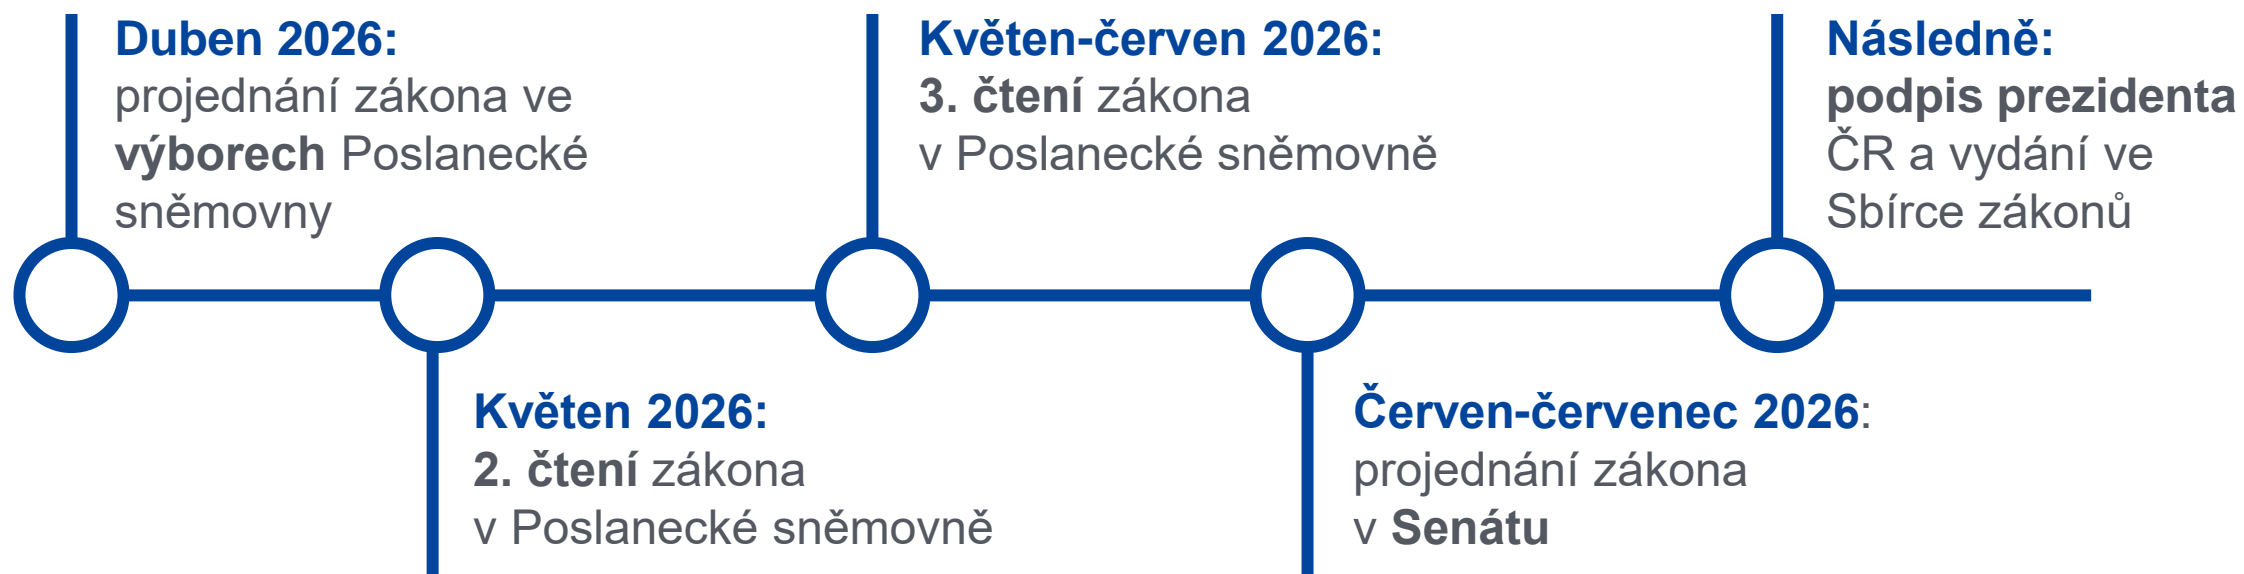 Duben 2026:
projednání zákona ve
výborech Poslanecké
sněmovny
Květen 2026:
2. čtení zákona
v Poslanecké sněmovně
Květen-červen 2026:
3. čtení zákona
v Poslanecké sněmovně
Červen-červenec 2026:
projednání zákona
v Senátu
Následně:
podpis prezidenta
ČR a vydání ve
Sbírce zákonů